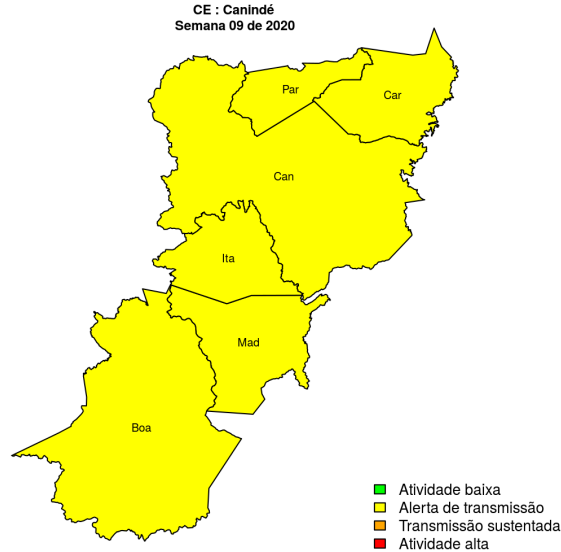 CE : Canindé
Semana 09 de 2020
Par
Car
Can
Ita
Mad
Boa
Atividade baixa
Alerta de transmissão
Transmissão sustentada
Atividade alta